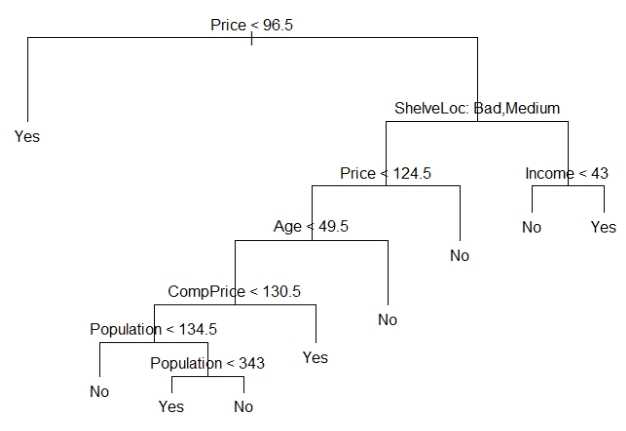 Price < 96.5
ShelveLoc: Bad,Medium
Yes
Price < 124.5
Income < 43
Age < 49.5
No
Yes
No
CompPrice < 130.5
No
Population < 134.5
Population < 343
Yes
No
Yes
No